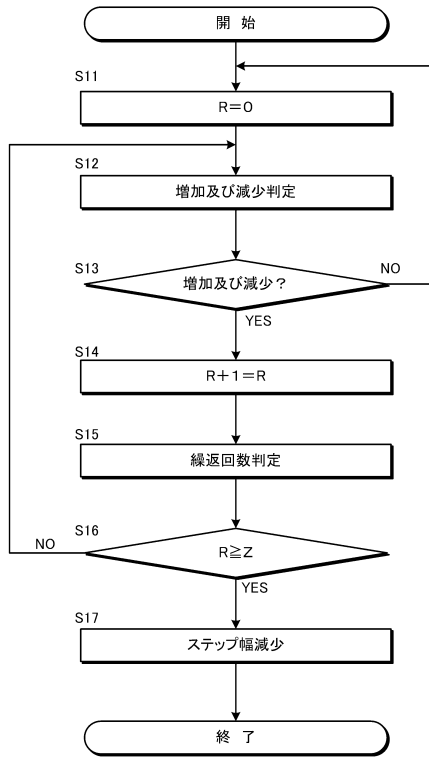 開 始
S11
R=0
S12
増加及び減少判定
S13
増加及び減少?
NO
YES
S14
R+1=R
S15
繰返回数判定
S16
R≧Z
NO
YES
S17
ステップ幅減少
終 了